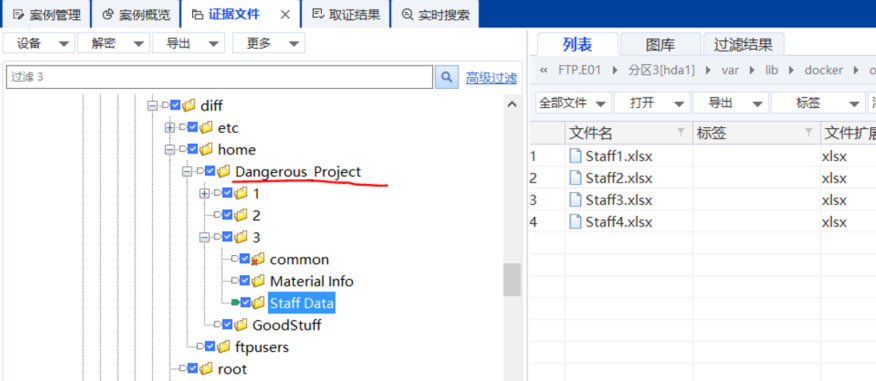 案例管理 案例概览 证据文件 取证结果 实时搜索
设备 解密 导出 更多
过滤 3 高级过滤
diff
etc
home
Dangerous_Project
1
2
3
common
Material Info
Staff Data
GoodStuff
ftpusers
root
列表 图库 过滤结果
« FTP.E01 分区3[hda1] var lib docker o
全部文件 打开 导出 标签
文件名 标签 文件扩展
1 Staff1.xlsx xlsx
2 Staff2.xlsx xlsx
3 Staff3.xlsx xlsx
4 Staff4.xlsx xlsx